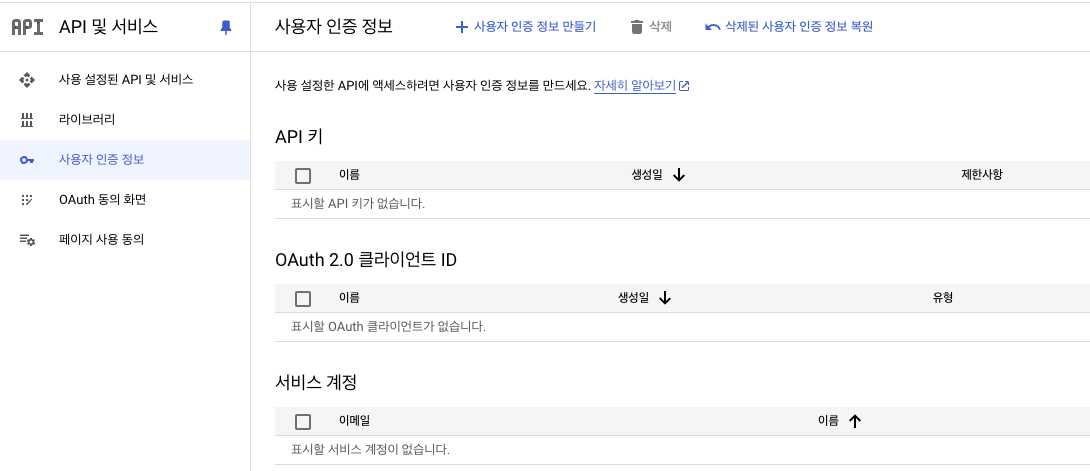 API API 및 서비스
사용 설정된 API 및 서비스
라이브러리
사용자 인증 정보
OAuth 동의 화면
페이지 사용 동의
사용자 인증 정보 사용자 인증 정보 만들기 삭제 삭제된 사용자 인증 정보 복원
사용 설정한 API에 액세스하려면 사용자 인증 정보를 만드세요. 자세히 알아보기
API 키
이름 생성일 제한사항
표시할 API 키가 없습니다.
OAuth 2.0 클라이언트 ID
이름 생성일 유형
표시할 OAuth 클라이언트가 없습니다.
서비스 계정
이메일 이름
표시할 서비스 계정이 없습니다.